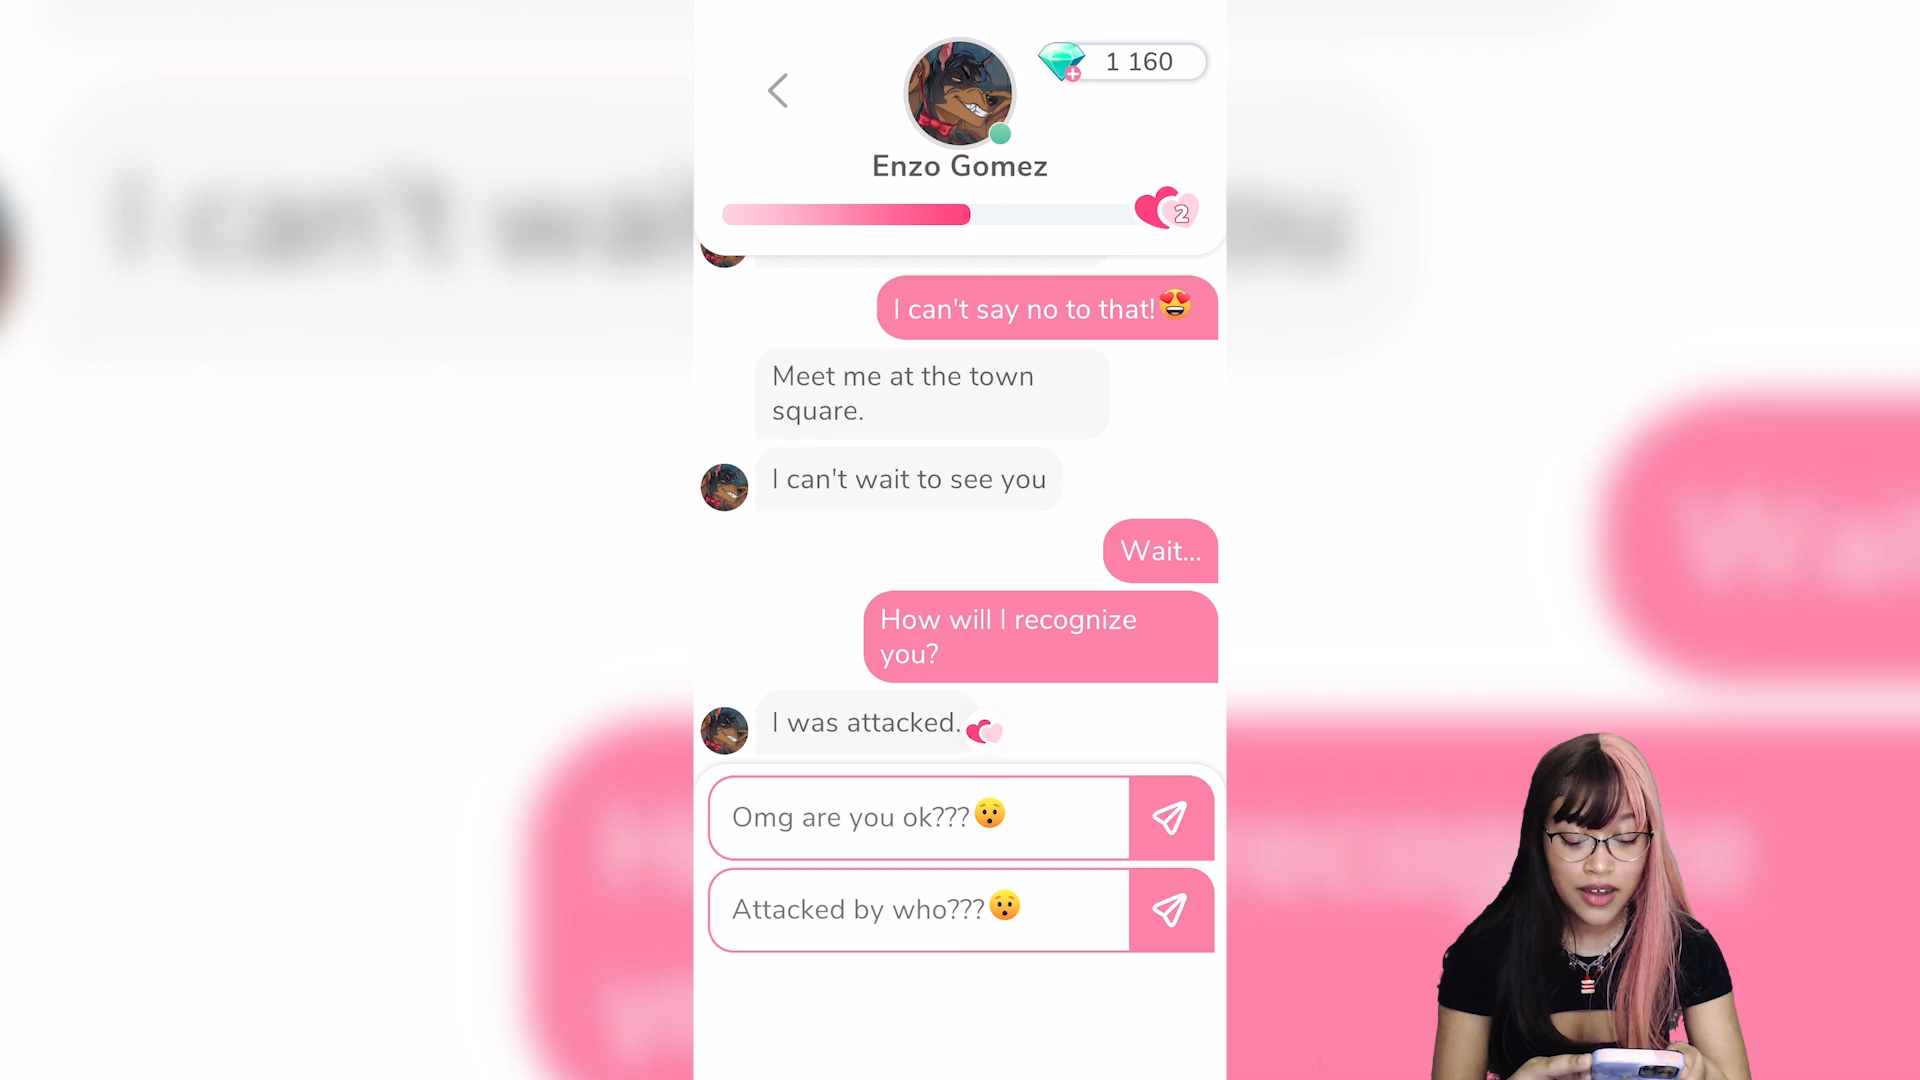 1 160
Enzo Gomez
2
I can't say no to that!😍
Meet me at the town
square.
I can't wait to see you
Wait...
How will I recognize
you?
I was attacked.
Omg are you ok???😯
Attacked by who???😯